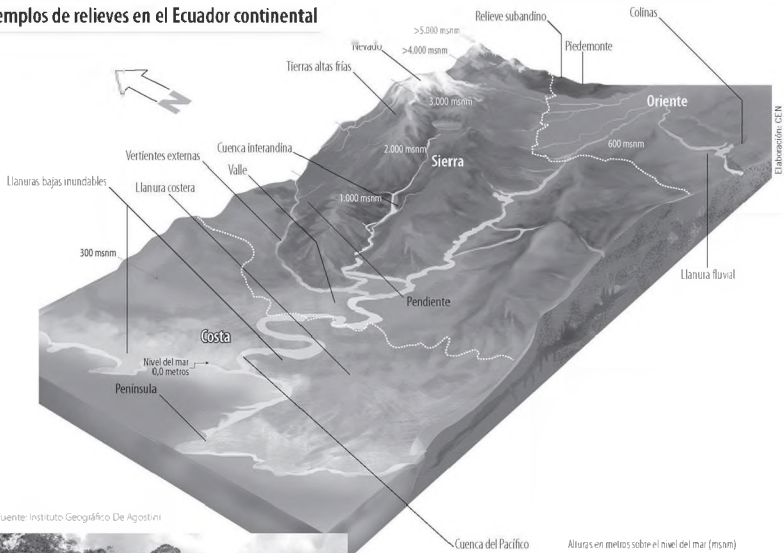 emplos de relieves en el Ecuador continental
>5.000 msnm
>4.000 msnm
Nevado
Tierras altas frías
3.000 msnm
2.000 msnm
Sierra
1.000 msnm
Relieve subandino
Piedemonte
Colinas
Oriente
600 msnm
Elaboración: CEN
N
Cuenca interandina
Vertientes externas
Valle
Llanuras bajas inundables
Llanura costera
300 msnm
Llanura fluvial
Pendiente
Costa
Nivel del mar
0,0 metros
Península
uente: Instituto Geográfico De Agostini
Cuenca del Pacífico
Alturas en metros sobre el nivel del mar (msnm)